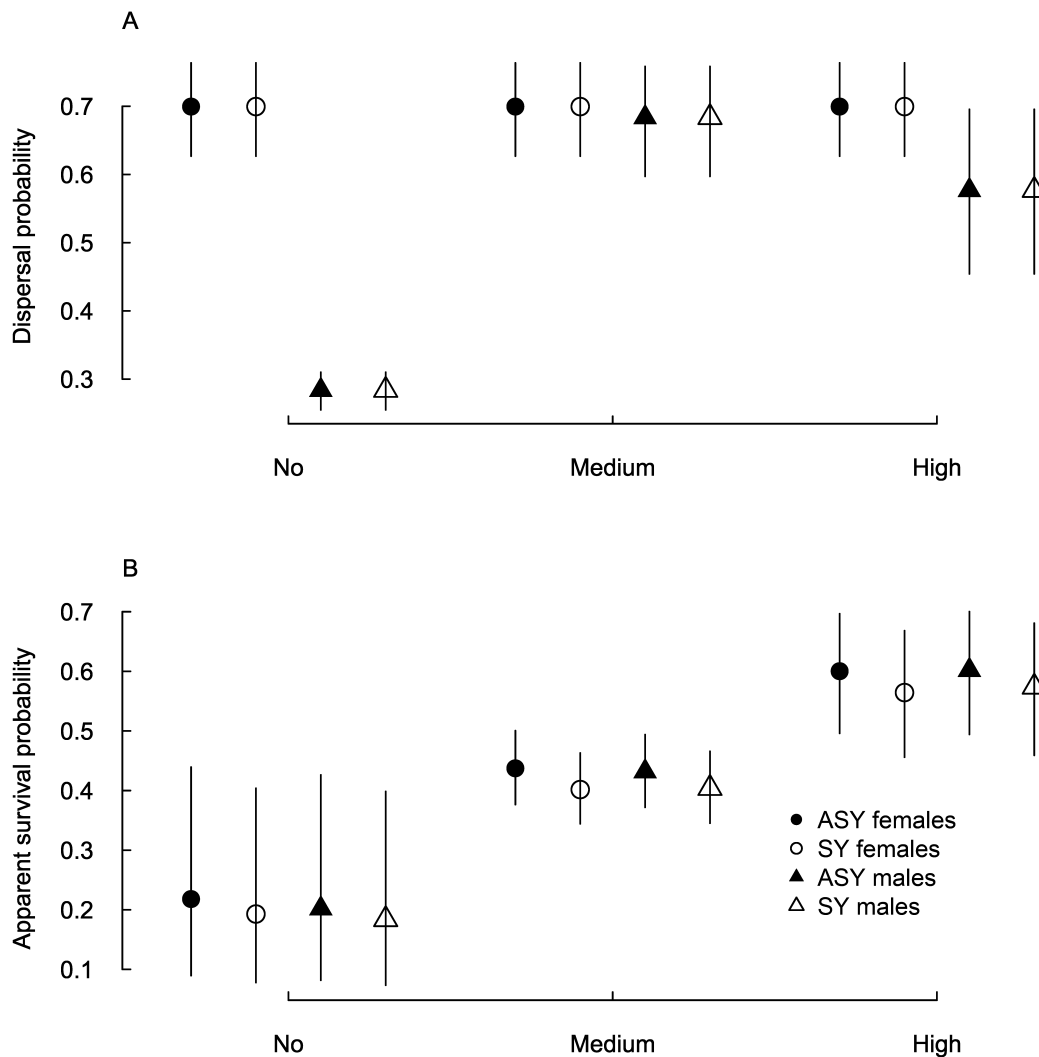 A
Dispersal probability
0.7
0.6
0.5
0.4
0.3
No Medium High
B
Apparent survival probability
0.7
0.6
0.5
0.4
0.3
0.2
0.1
ASY females
SY females
ASY males
SY males
No Medium High